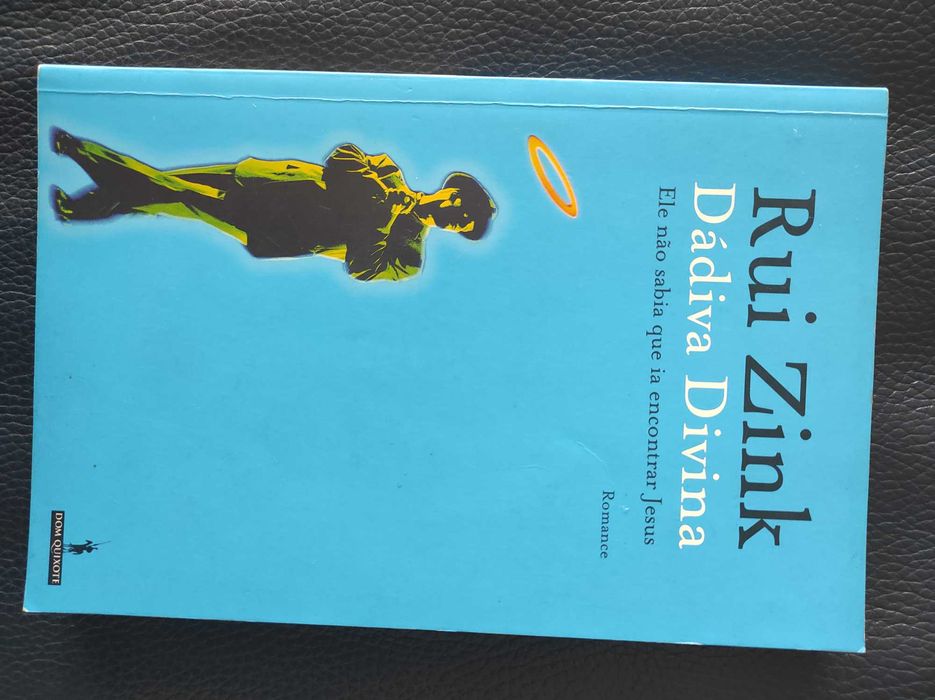 Rui Zink
Dádiva Divina
Ele não sabia que ia encontrar Jesus
Romance
DOM QUIXOTE